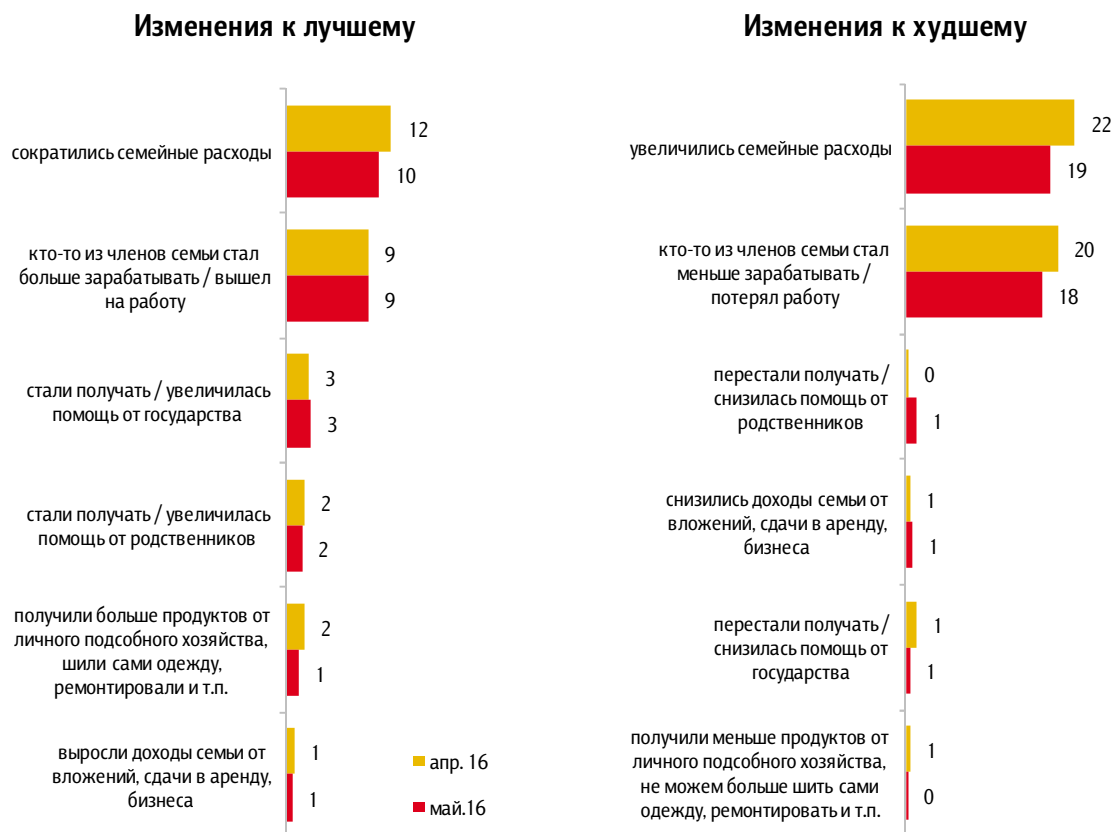 Изменения к лучшему
сократились семейные расходы
12
10
кто-то из членов семьи стал
больше зарабатывать / вышел
на работу
9
9
стали получать / увеличилась
помощь от государства
3
3
стали получать / увеличилась
помощь от родственников
2
2
получили больше продуктов от
личного подсобного хозяйства,
шили сами одежду,
ремонтировали и т.п.
2
1
выросли доходы семьи от
вложений, сдачи в аренду,
бизнеса
1
1
апр. 16
май.16
Изменения к худшему
увеличились семейные расходы
22
19
кто-то из членов семьи стал
меньше зарабатывать /
потерял работу
20
18
перестали получать /
снизилась помощь от
родственников
0
1
снизились доходы семьи от
вложений, сдачи в аренду,
бизнеса
1
1
перестали получать /
снизилась помощь от
государства
1
1
получили меньше продуктов от
личного подсобного хозяйства,
не можем больше шить сами
одежду, ремонтировать и т.п.
1
0